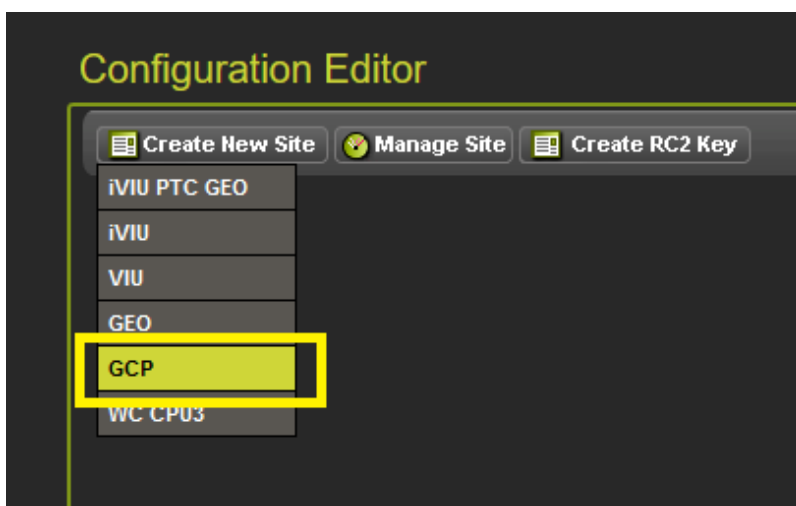 Configuration Editor
Create New Site Manage Site Create RC2 Key
iVIU PTC GEO
iVIU
VIU
GEO
GCP
WC CPU3